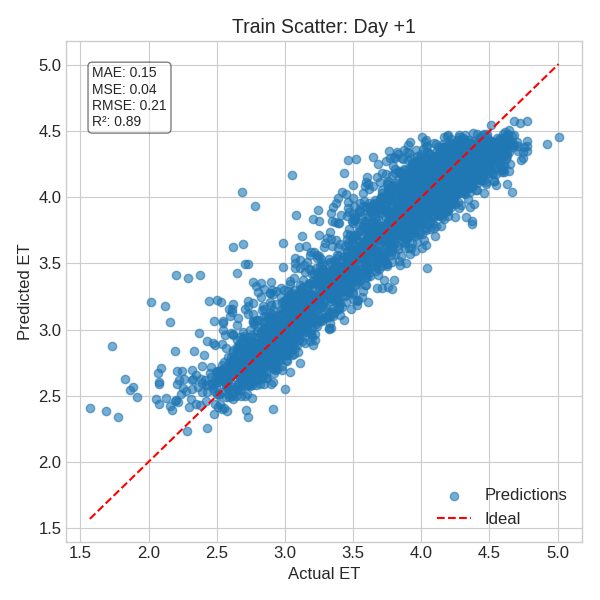 Train Scatter: Day +1
MAE: 0.15
MSE: 0.04
RMSE: 0.21
R²: 0.89
Predicted ET
5.0
4.5
4.0
3.5
3.0
2.5
2.0
1.5
Predictions
Ideal
1.5 2.0 2.5 3.0 3.5 4.0 4.5 5.0
Actual ET